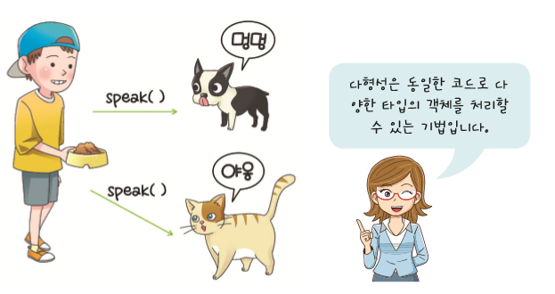 멍멍
speak( )
야옹
speak( )
다형성은 동일한 코드로 다
양한 타입의 객체를 처리할
수 있는 기법입니다.